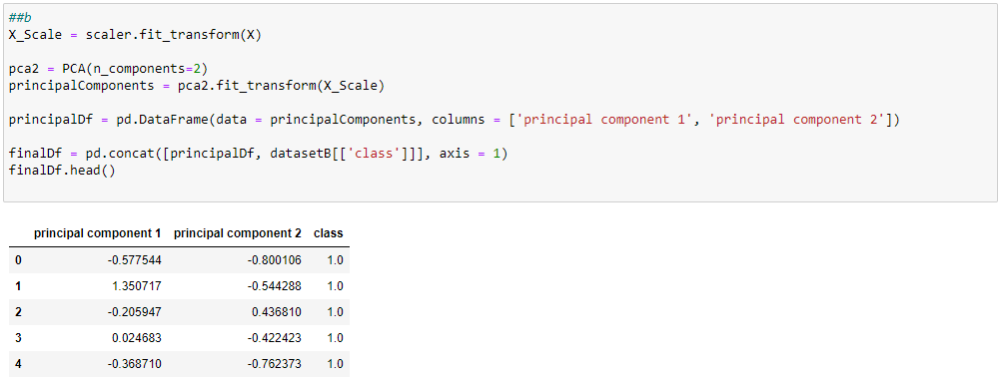 ##b
X_Scale = scaler.fit_transform(X)
pca2 = PCA(n_components=2)
principalComponents = pca2.fit_transform(X_Scale)
principalDf = pd.DataFrame(data = principalComponents, columns = ['principal component 1', 'principal component 2'])
finalDf = pd.concat([principalDf, datasetB[['class']]], axis = 1)
finalDf.head()
principal component 1 principal component 2 class
0 -0.577544 -0.800106 1.0
1 1.350717 -0.544288 1.0
2 -0.205947 0.436810 1.0
3 0.024683 -0.422423 1.0
4 -0.368710 -0.762373 1.0